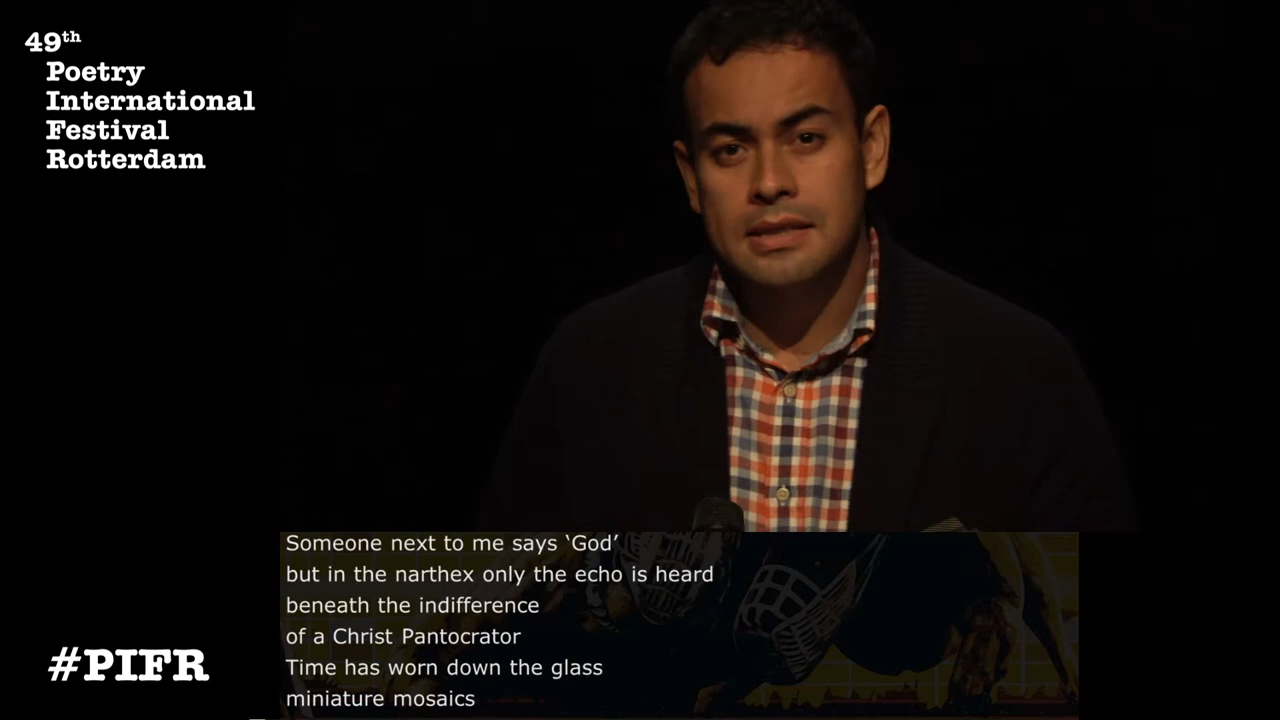 49th
Poetry
International
Festival
Rotterdam
Someone next to me says ‘God’
but in the narthex only the echo is heard
beneath the indifference
of a Christ Pantocrator
Time has worn down the glass
miniature mosaics
#PIFR